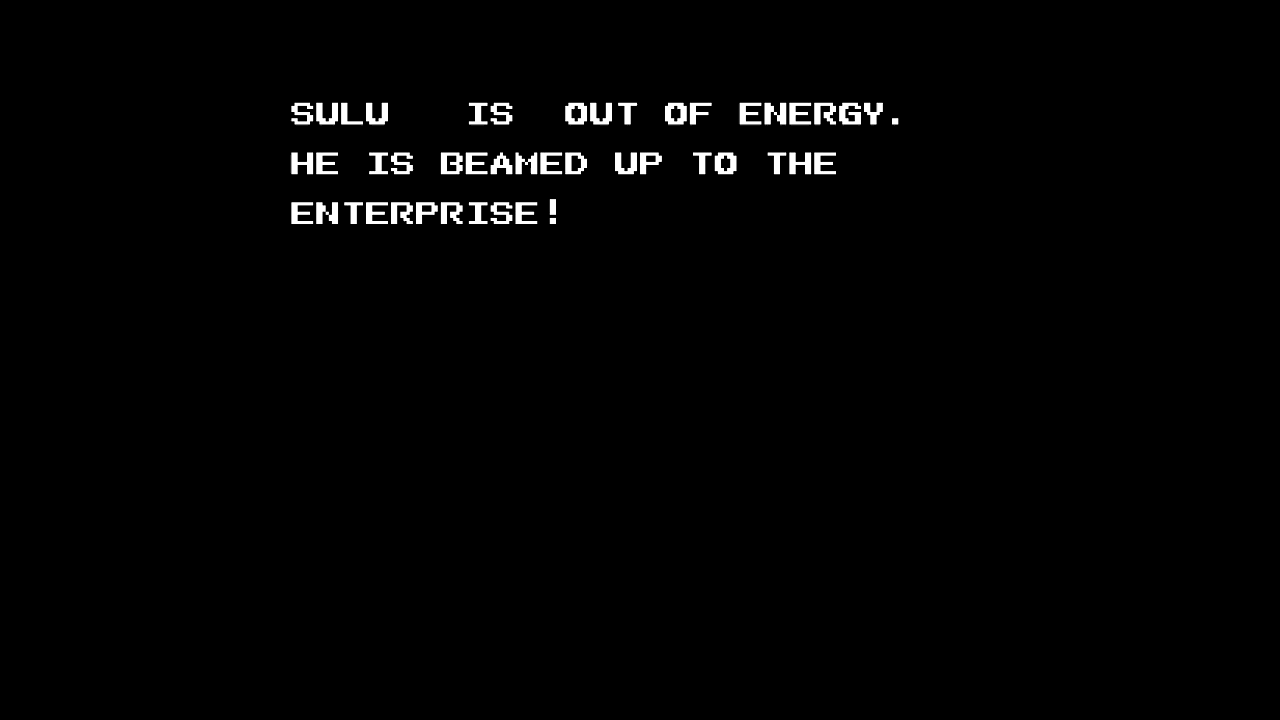 SULU   IS  OUT OF ENERGY.
HE IS BEAMED UP TO THE
ENTERPRISE!